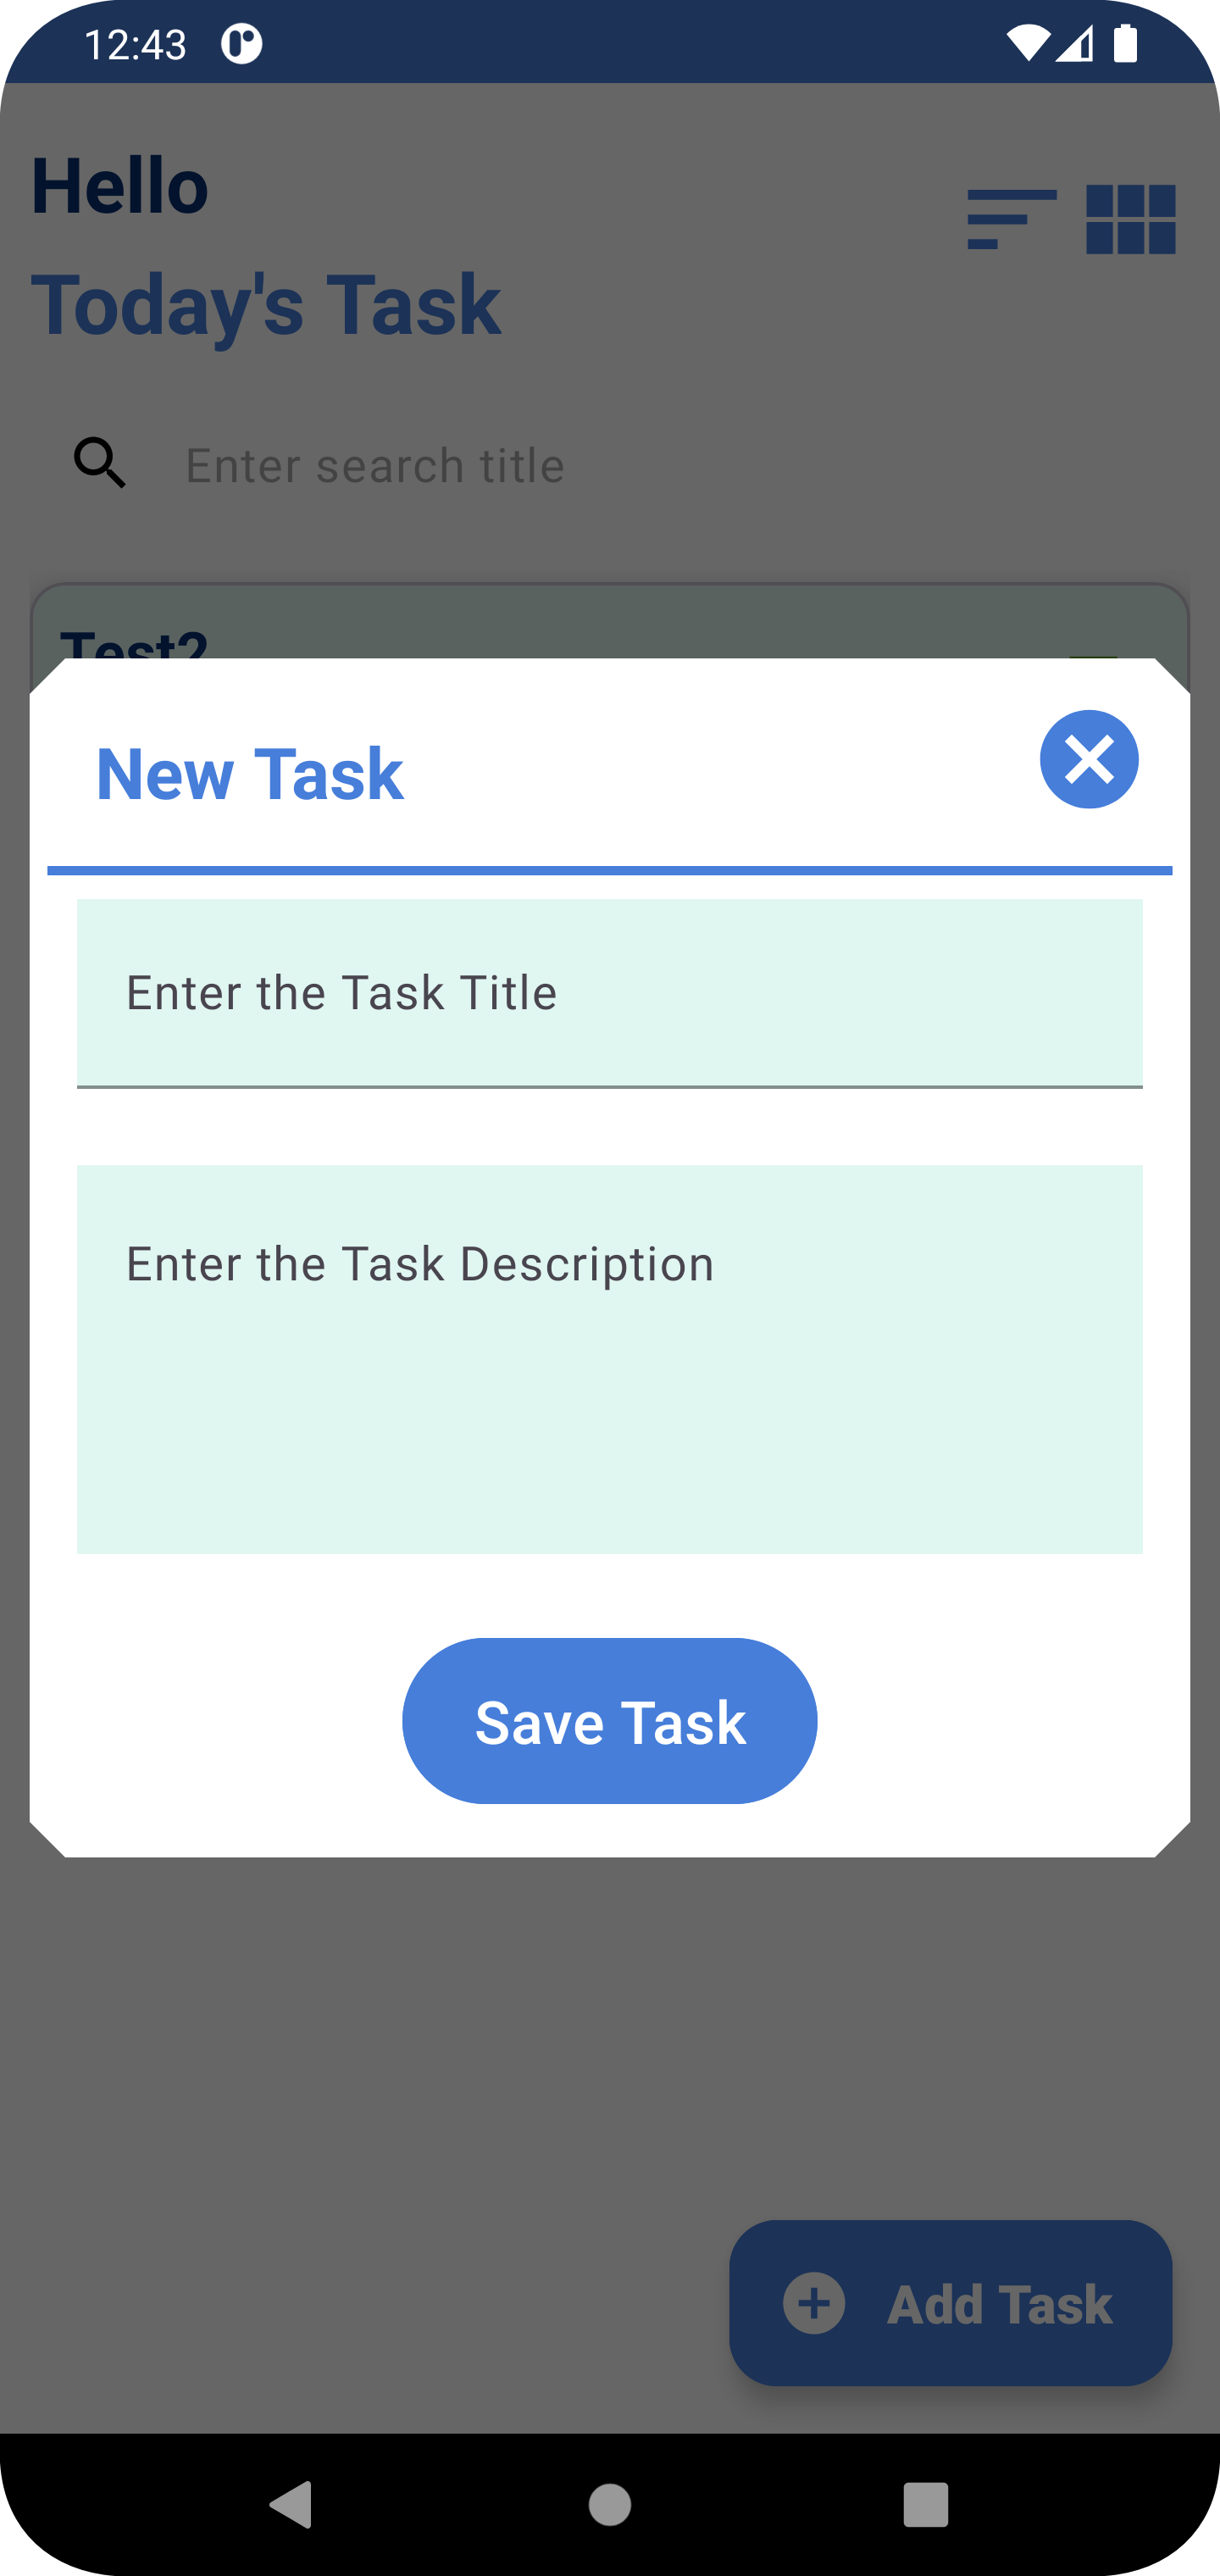 12:43
Hello
Today's Task
Enter search title
Test2
New Task
Enter the Task Title
Enter the Task Description
Save Task
Add Task